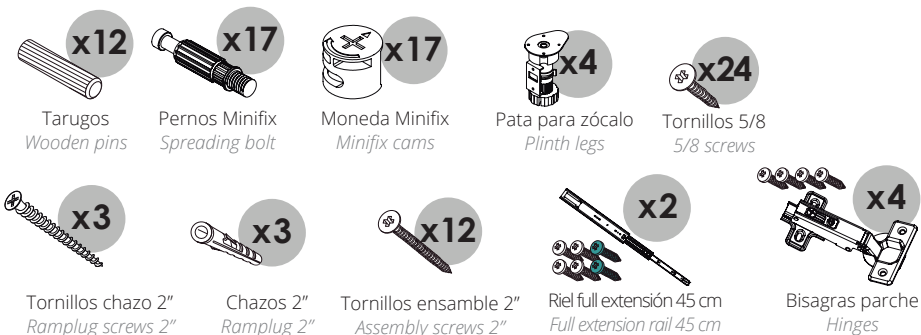 x12
Tarugos
Wooden pins
x17
Pernos Minifix
Spreading bolt
x17
Moneda Minifix
Minifix cams
x4
Pata para zócalo
Plinth legs
x24
Tornillos 5/8
5/8 screws
x3
Tornillos chazo 2”
Ramplug screws 2”
x3
Chazos 2”
Ramplug 2”
x12
Tornillos ensamble 2”
Assembly screws 2”
x2
Riel full extensión 45 cm
Full extension rail 45 cm
x4
Bisagras parche
Hinges